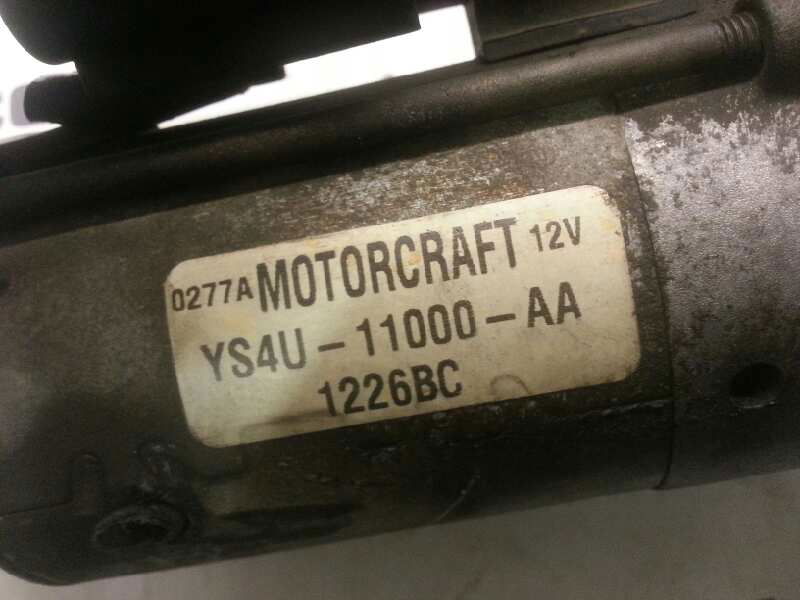 0277A MOTORCRAFT 12V
YS4U-11000-AA
1226BC